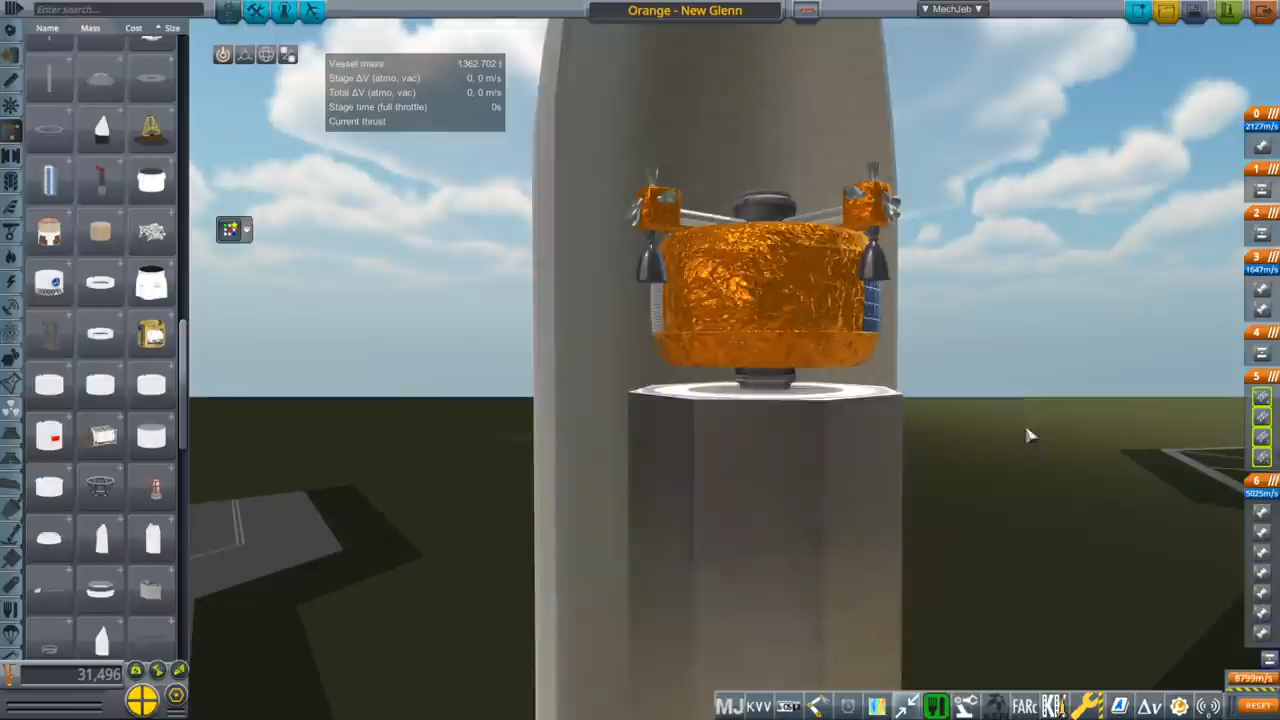 Enter search...
Orange - New Glenn
▼ MechJeb ▼
Name Mass Cost Size
Vessel mass: 1362.702 t
Stage ΔV (atmo, vac) 0, 0 m/s
Total ΔV (atmo, vac) 0, 0 m/s
Stage time (full throttle) 0s
Current thrust
0
2127m/s
1
2
3
1647m/s
4
5
6
5025m/s
8799m/s
31,496
MJ KVV FARc Δv RESET